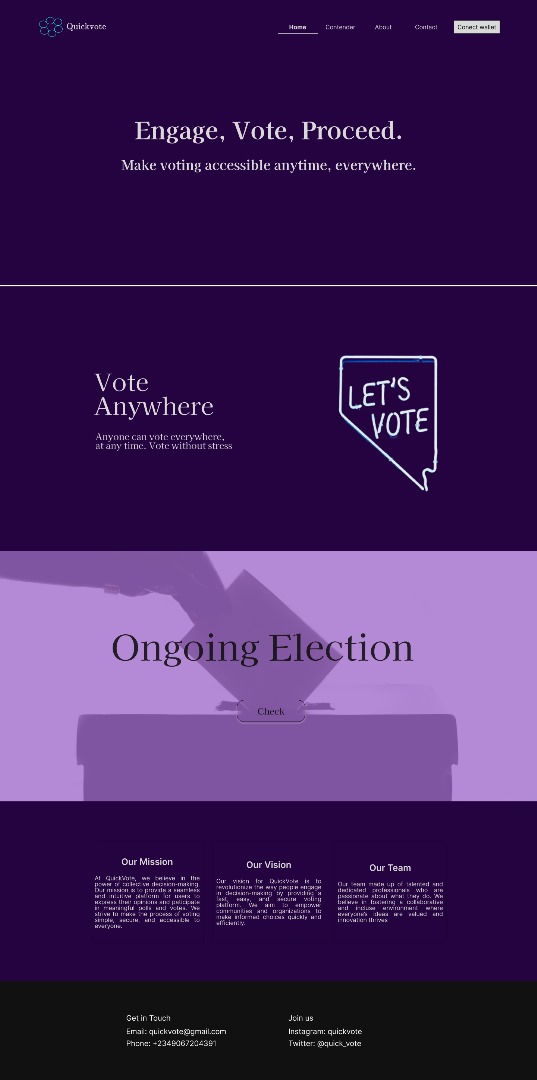 Quickvote
Home Contender About Contact Conect wallet
Engage, Vote, Proceed.
Make voting accessible anytime, everywhere.
Vote
Anywhere
Anyone can vote everywhere,
at any time. Vote without stress
LET'S
VOTE
Ongoing Election
Check
Our Mission
At QuickVote, we believe in the
power of collective decision-making.
Our mission is to provide a seamless
and intuitive platform for users to
express their opinions and paticipate
in meaningful polls and votes. We
strive to make the process of voting
simple, secure, and accessible to
everyone.
Our Vision
Our vision for QuickVote is to
revolutionize the way people engage
in decision-making by providing a
fast, easy, and secure voting
platform. We aim to empower
communities and organizations to
make informed choices quickly and
efficiently.
Our Team
Our team made up of talented and
dedicated professionals who are
passionate about what they do. We
believe in fostering a collaborative
and incluse environment where
everyone's ideas are valued and
innovation thrives
Get in Touch
Email: quickvote@gmail.com
Phone: +2349067204391
Join us
Instagram: quickvote
Twitter: @quick_vote